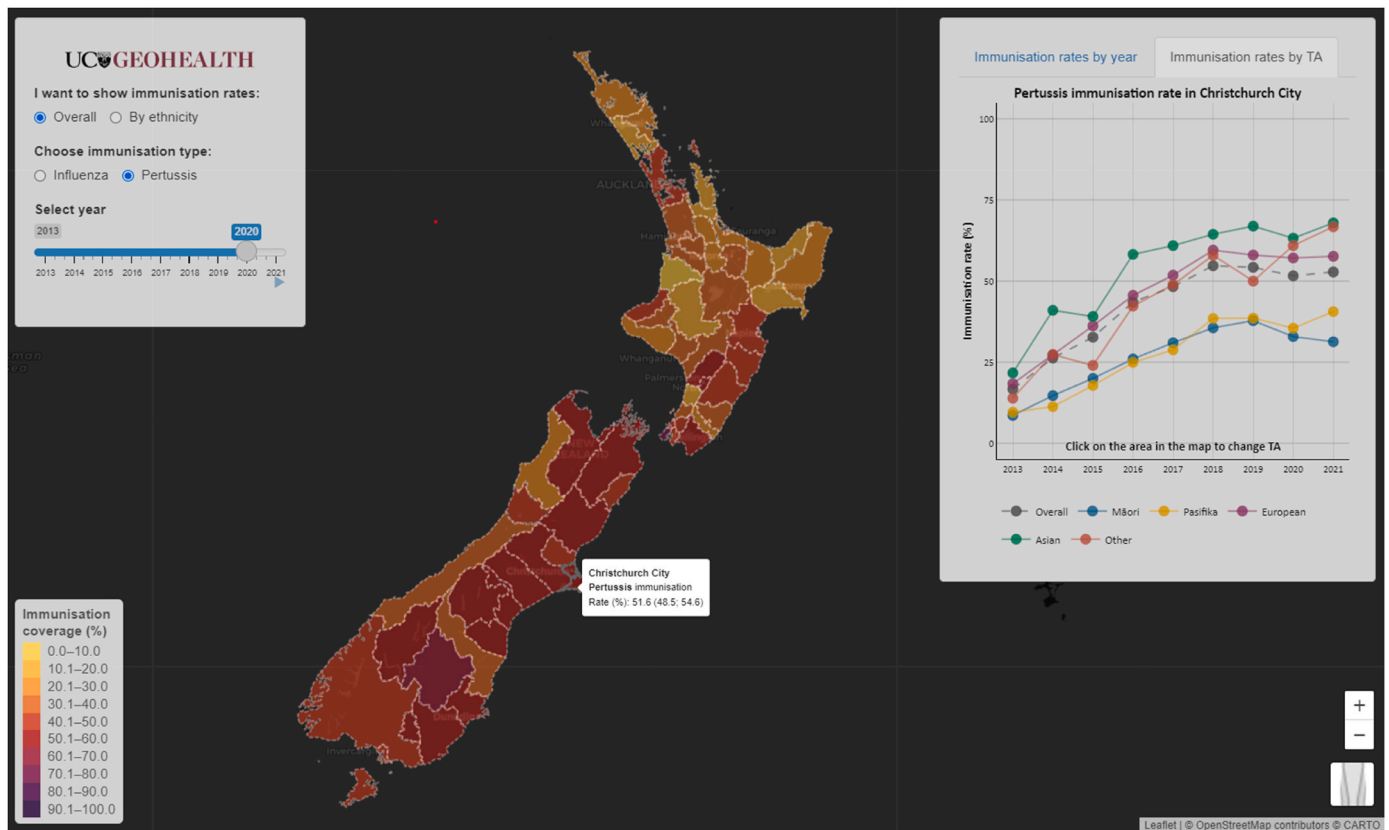 UC GEOHEALTH
I want to show immunisation rates:
Overall By ethnicity
Choose immunisation type:
Influenza Pertussis
Select year
2013 2020
2013 2014 2015 2016 2017 2018 2019 2020 2021
AUCKLAND
Whanganui
NEW
ZEALAND
Christchurch
Invercargill
Christchurch City
Pertussis immunisation
Rate (%): 51.6 (48.5; 54.6)
Immunisation
coverage (%)
0.0–10.0
10.1–20.0
20.1–30.0
30.1–40.0
40.1–50.0
50.1–60.0
60.1–70.0
70.1–80.0
80.1–90.0
90.1–100.0
Immunisation rates by year Immunisation rates by TA
Pertussis immunisation rate in Christchurch City
Immunisation rate (%)
100
75
50
25
0
Click on the area in the map to change TA
2013 2014 2015 2016 2017 2018 2019 2020 2021
Overall Māori Pasifika European
Asian Other
+
−
Leaflet | © OpenStreetMap contributors © CARTO